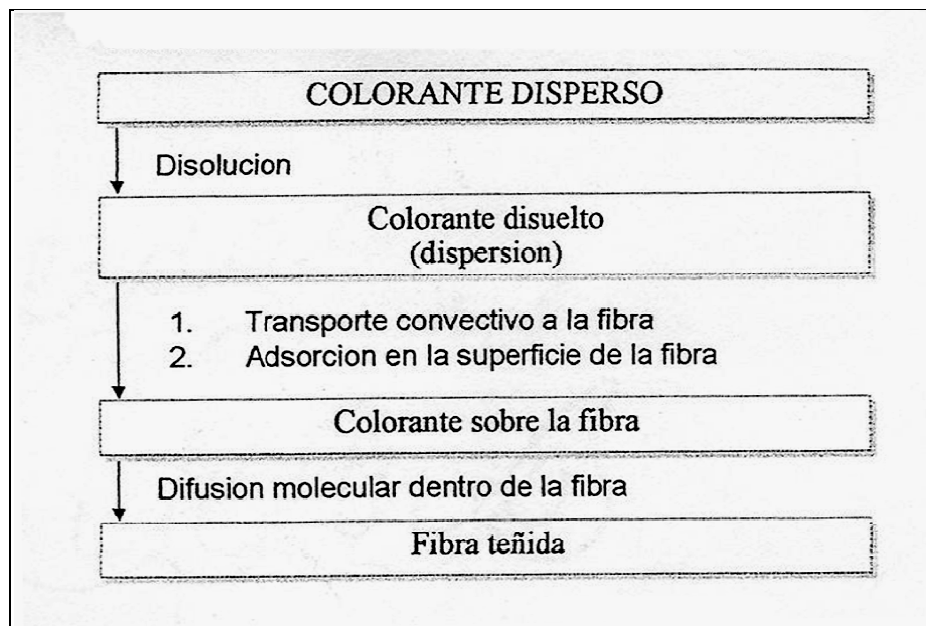 COLORANTE DISPERSO
Disolucion
Colorante disuelto
(dispersion)
1. Transporte convectivo a la fibra
2. Adsorcion en la superficie de la fibra
Colorante sobre la fibra
Difusion molecular dentro de la fibra
Fibra teñida